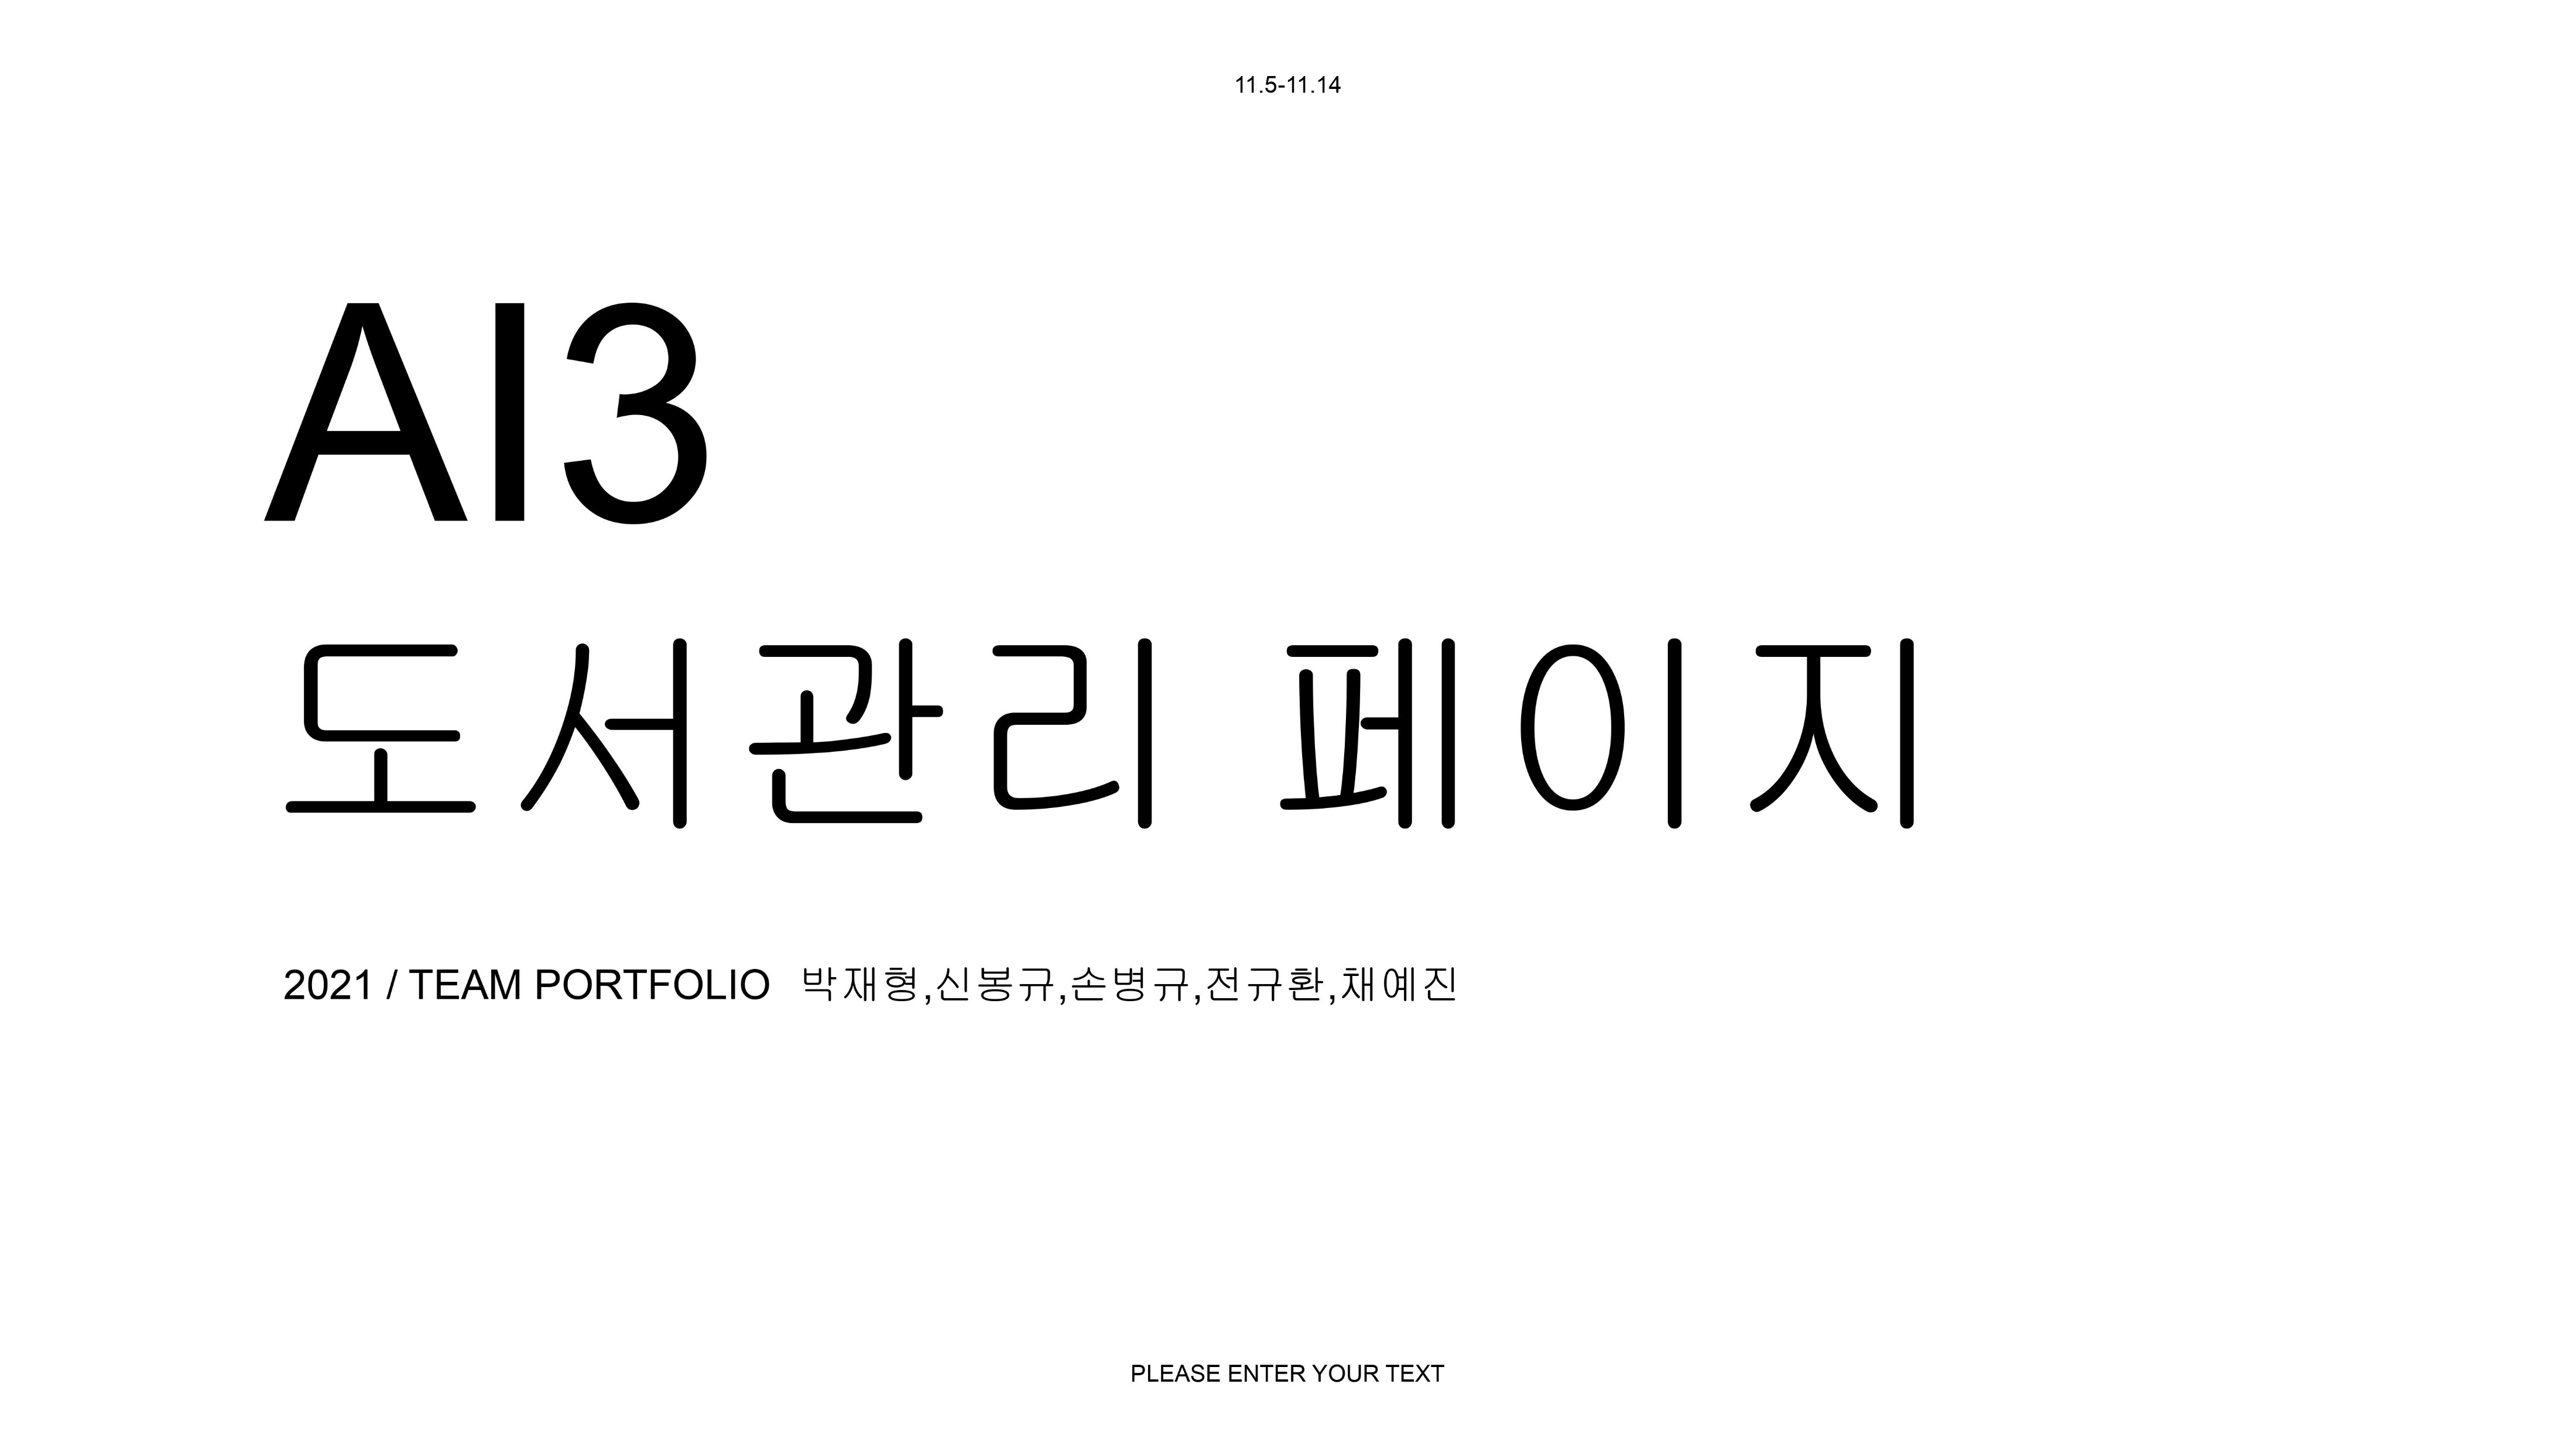 11.5-11.14
AI3
도서관리 페이지
2021 / TEAM PORTFOLIO 박재형,신봉규,손병규,전규환,채예진
PLEASE ENTER YOUR TEXT